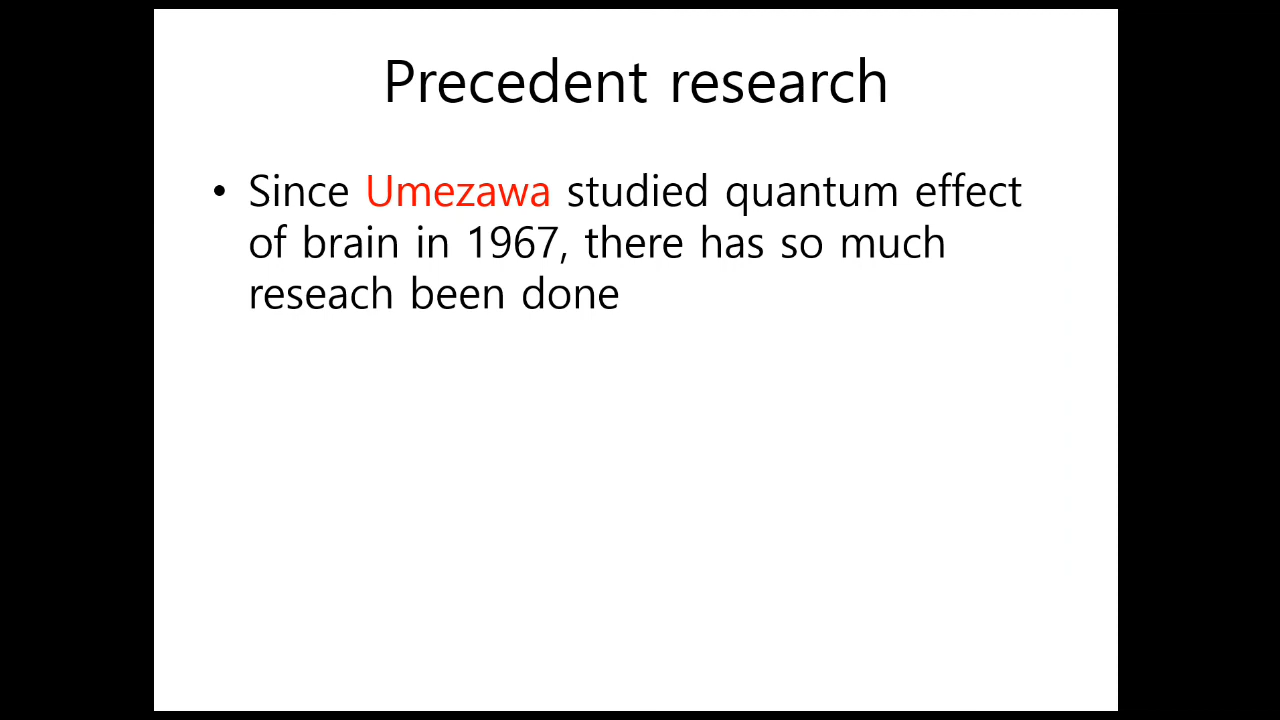 Precedent research
• Since Umezawa studied quantum effect
of brain in 1967, there has so much
reseach been done